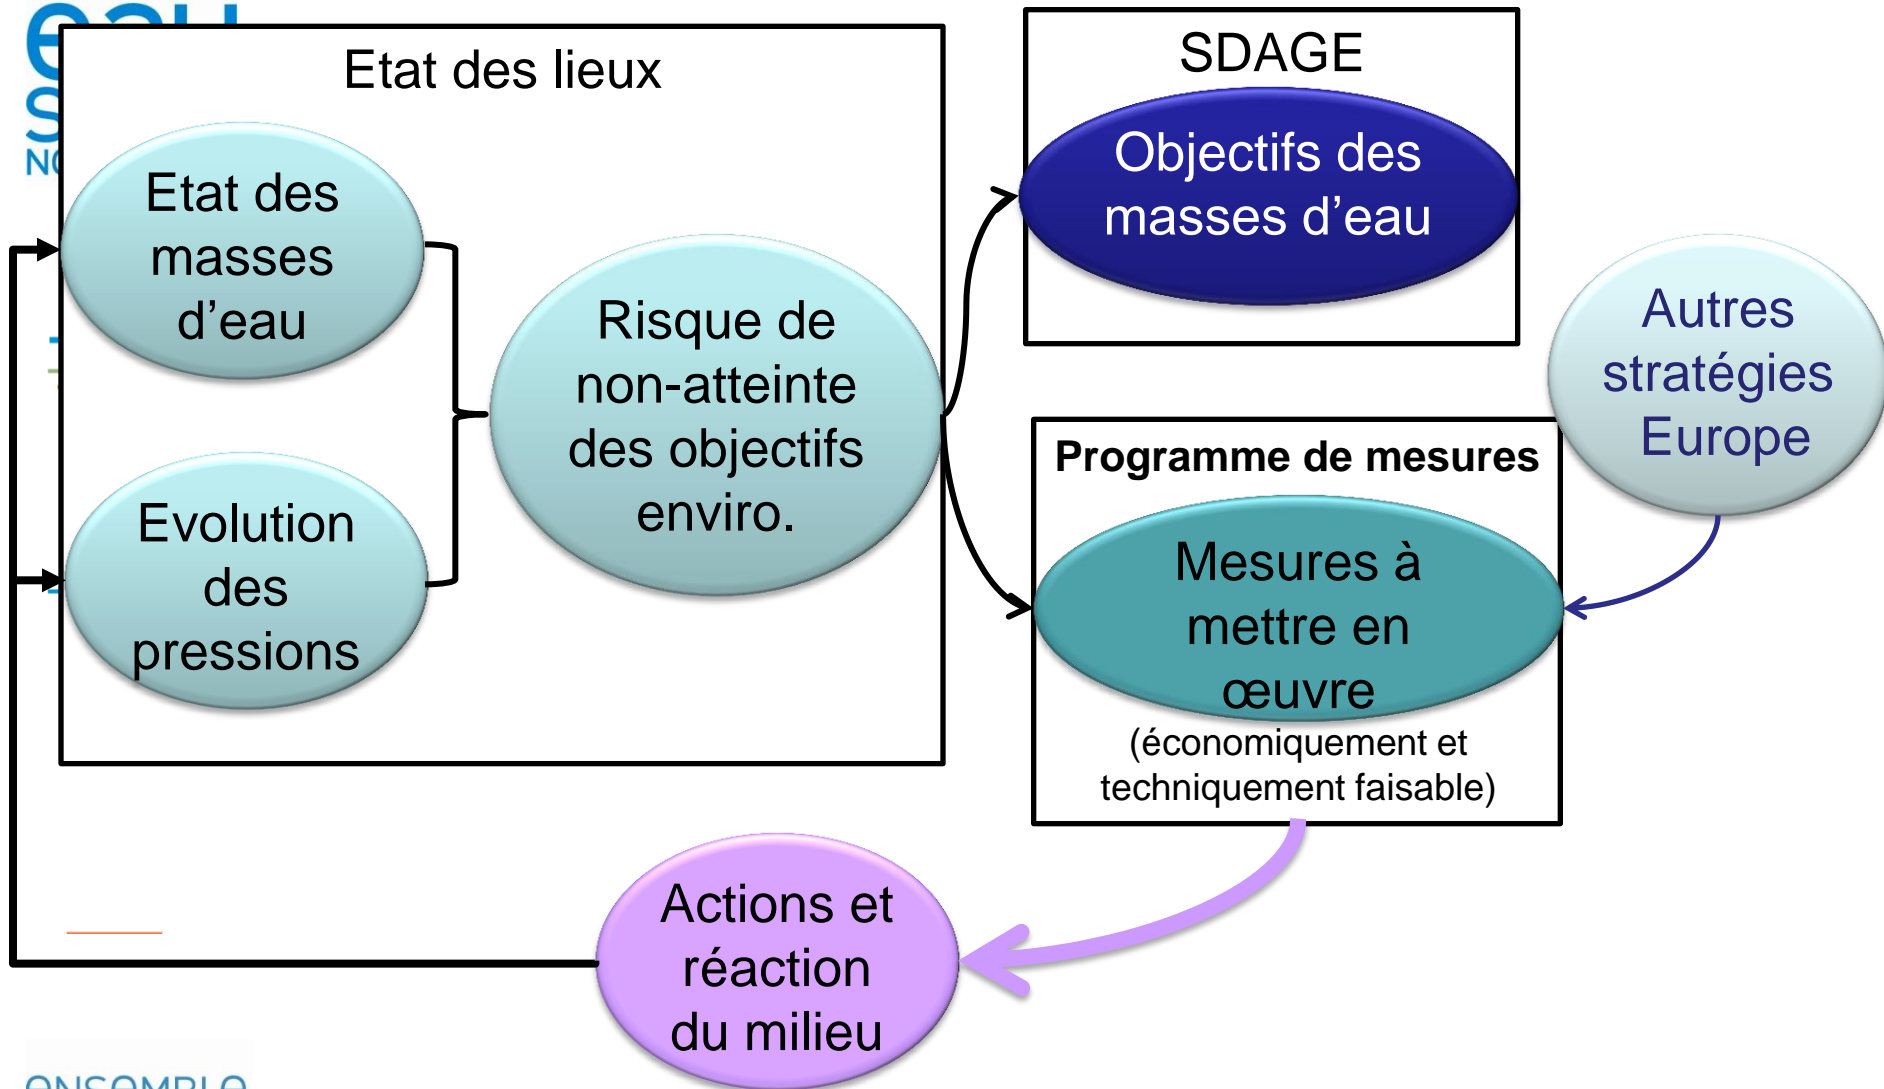 eau
Etat des lieux
Etat des
masses
d’eau
Evolution
des
pressions
Risque de
non-atteinte
des objectifs
enviro.
SDAGE
Objectifs des
masses d’eau
Autres
stratégies
Europe
Programme de mesures
Mesures à
mettre en
œuvre
(économiquement et
techniquement faisable)
Actions et
réaction
du milieu